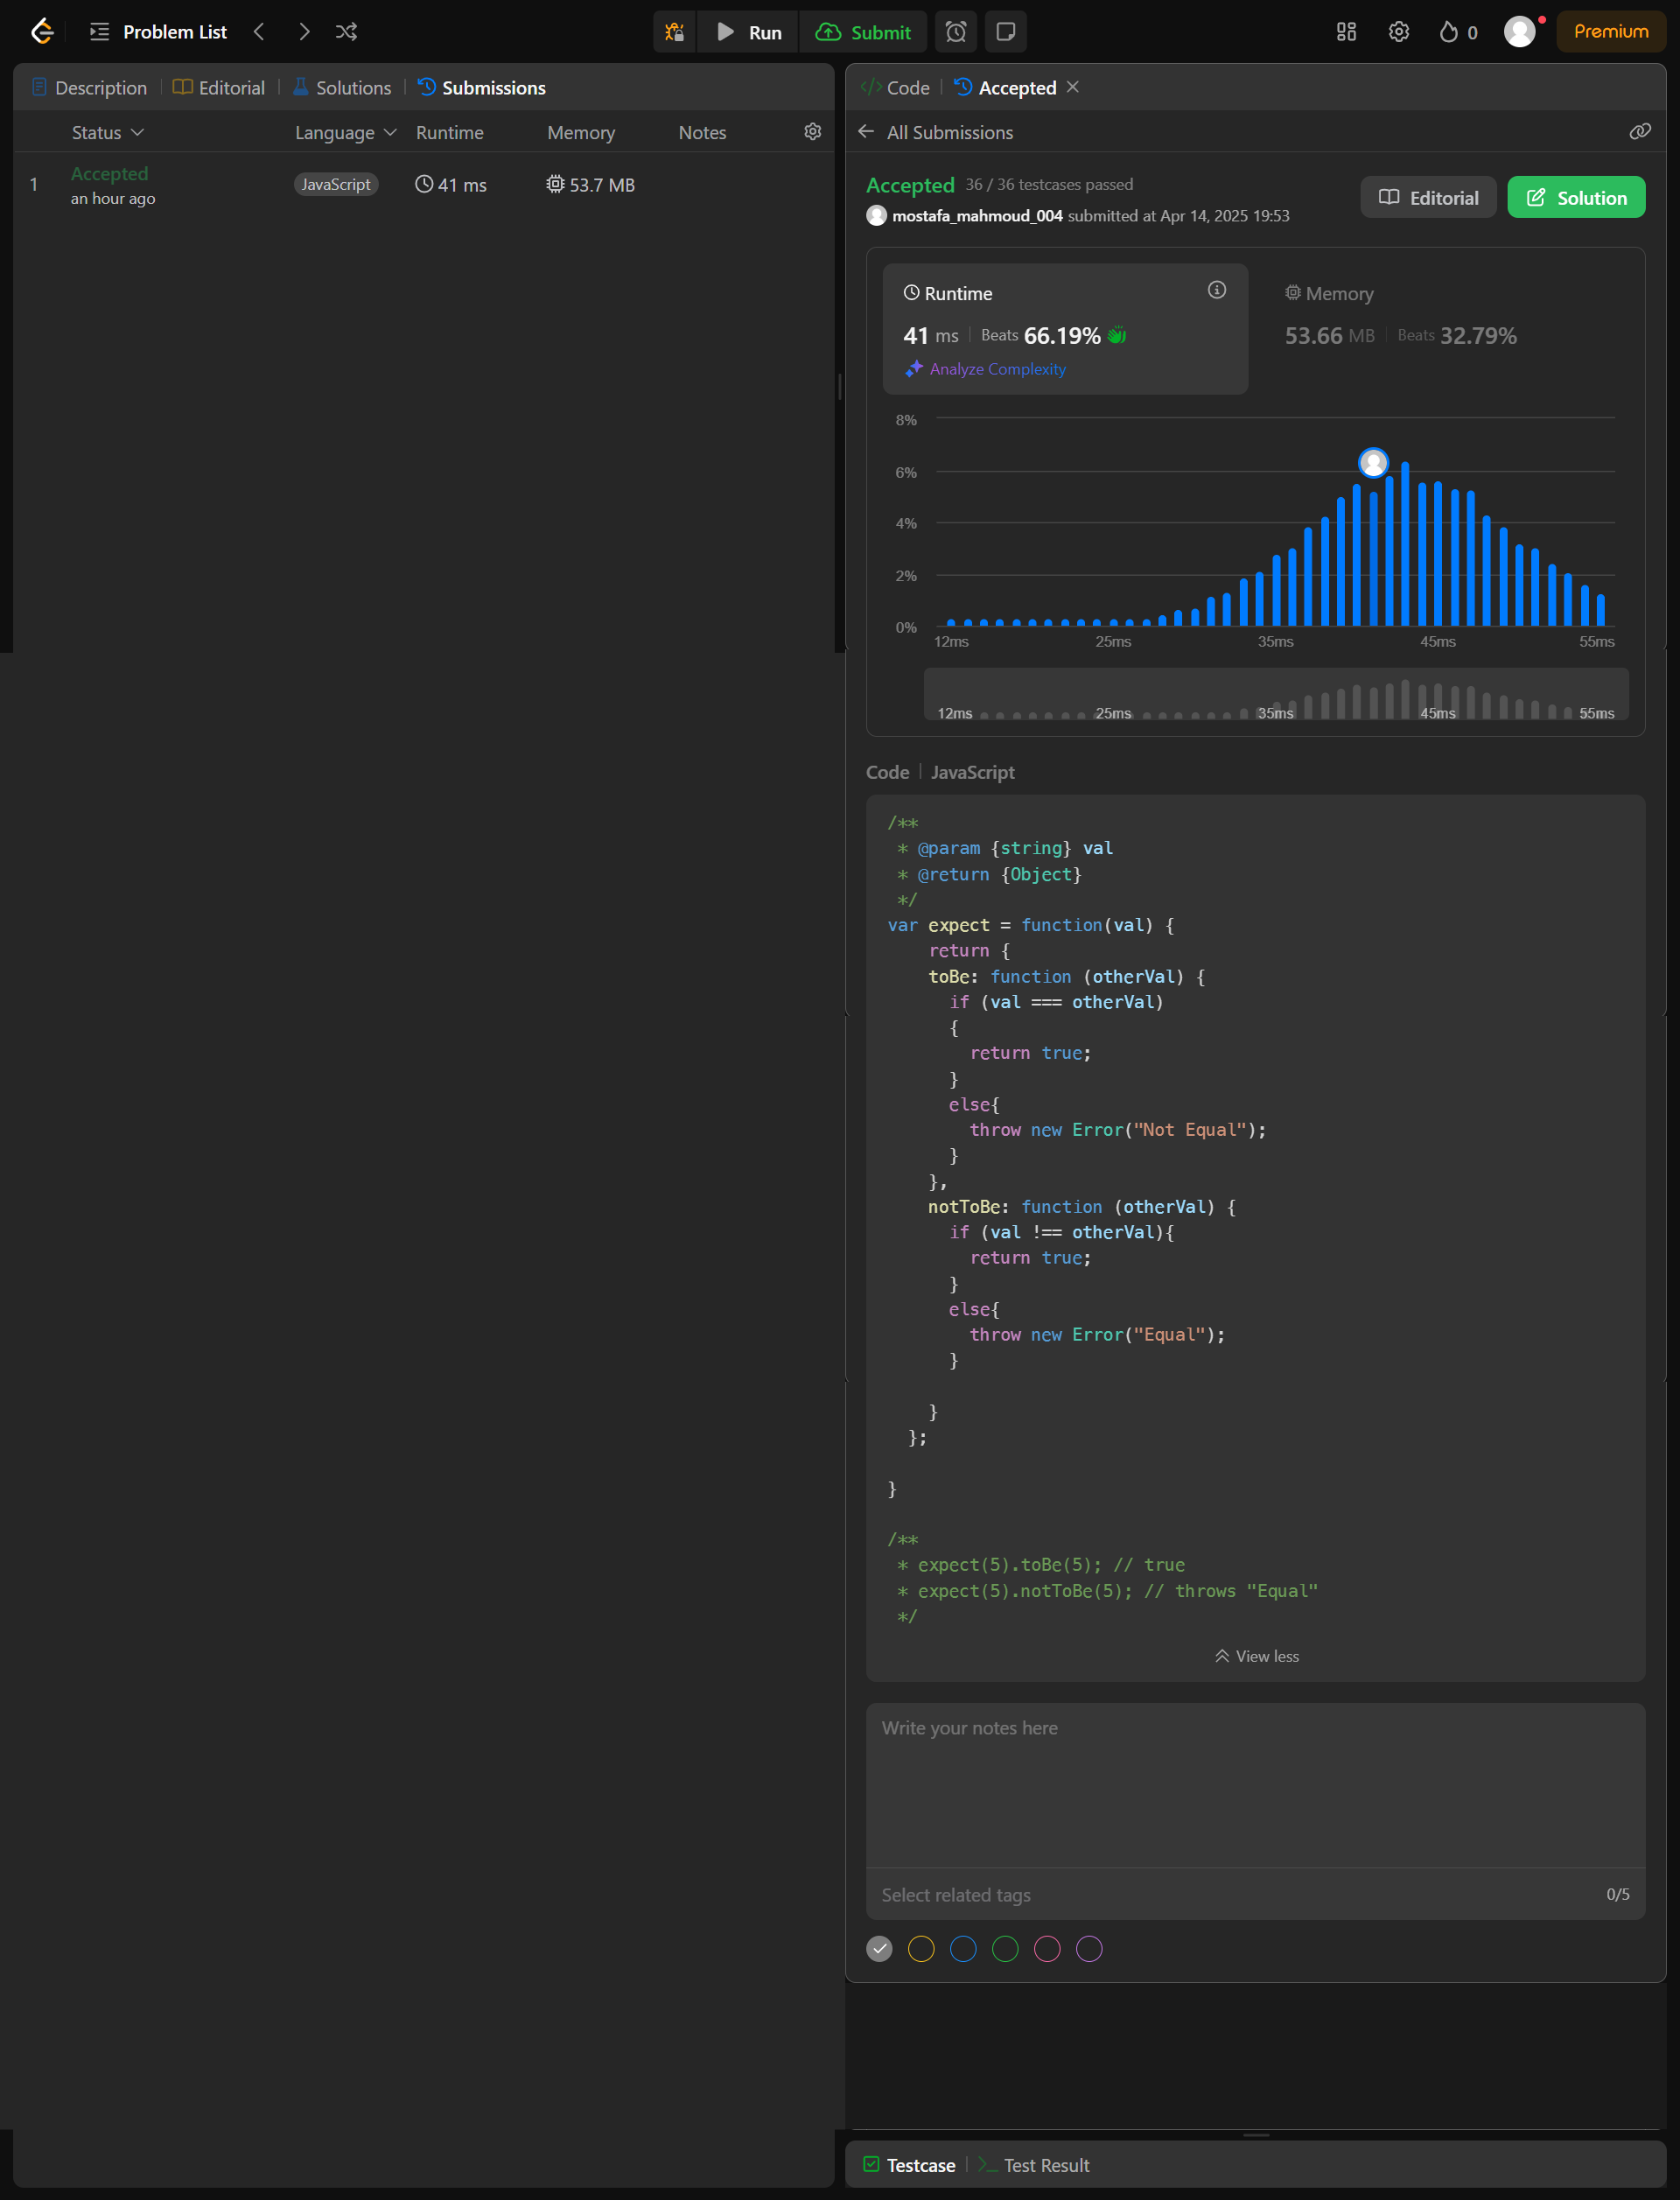 Problem List
Run
Submit
0
Premium
Description
Editorial
Solutions
Submissions
Status
Language
Runtime
Memory
Notes
1
Accepted
an hour ago
JavaScript
41 ms
53.7 MB
Code
Accepted
All Submissions
Accepted 36 / 36 testcases passed
mostafa_mahmoud_004 submitted at Apr 14, 2025 19:53
Editorial
Solution
Runtime
41 ms Beats 66.19%
Analyze Complexity
Memory
53.66 MB Beats 32.79%
8%
6%
4%
2%
0%
12ms 25ms 35ms 45ms 55ms
12ms 25ms 35ms 45ms 55ms
Code JavaScript
/**
 * @param {string} val
 * @return {Object}
 */
var expect = function(val) {
    return {
    toBe: function (otherVal) {
      if (val === otherVal)
      {
        return true;
      }
      else{
        throw new Error("Not Equal");
      }
    },
    notToBe: function (otherVal) {
      if (val !== otherVal){
        return true;
      }
      else{
        throw new Error("Equal");
      }
    }
  };
}
/**
 * expect(5).toBe(5); // true
 * expect(5).notToBe(5); // throws "Equal"
 */
View less
Write your notes here
Select related tags
0/5
Testcase
Test Result